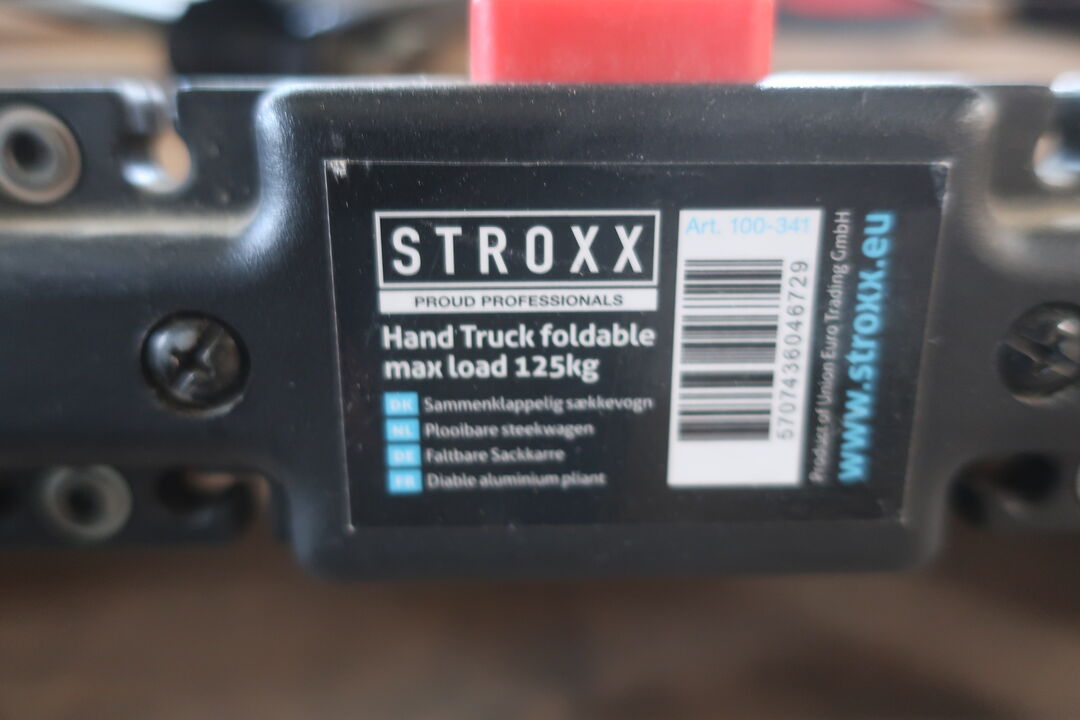 STROXX
PROUD PROFESSIONALS
Hand Truck foldable
max load 125kg
DK Sammenklappelig sækkevogn
NL Plooibare steekwagen
DE Faltbare Sackkarre
FR Diable aluminium pliant
Art. 100-341
5707436046729
Product of Union Euro Trading GmbH
www.stroxx.eu